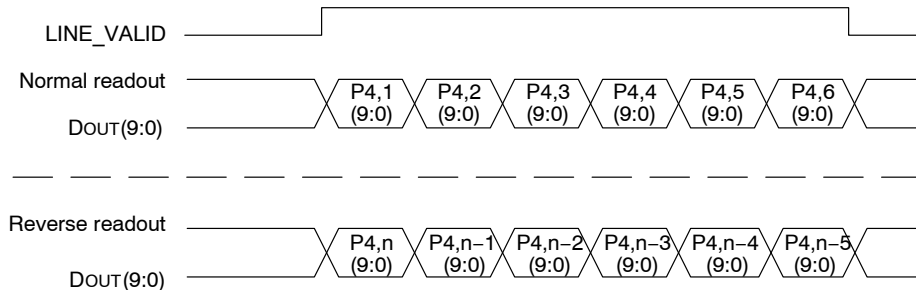 LINE_VALID
Normal readout
P4,1 P4,2 P4,3 P4,4 P4,5 P4,6
(9:0) (9:0) (9:0) (9:0) (9:0) (9:0)
DOUT(9:0)
Reverse readout
P4,n P4,n−1 P4,n−2 P4,n−3 P4,n−4 P4,n−5
(9:0) (9:0) (9:0) (9:0) (9:0) (9:0)
DOUT(9:0)